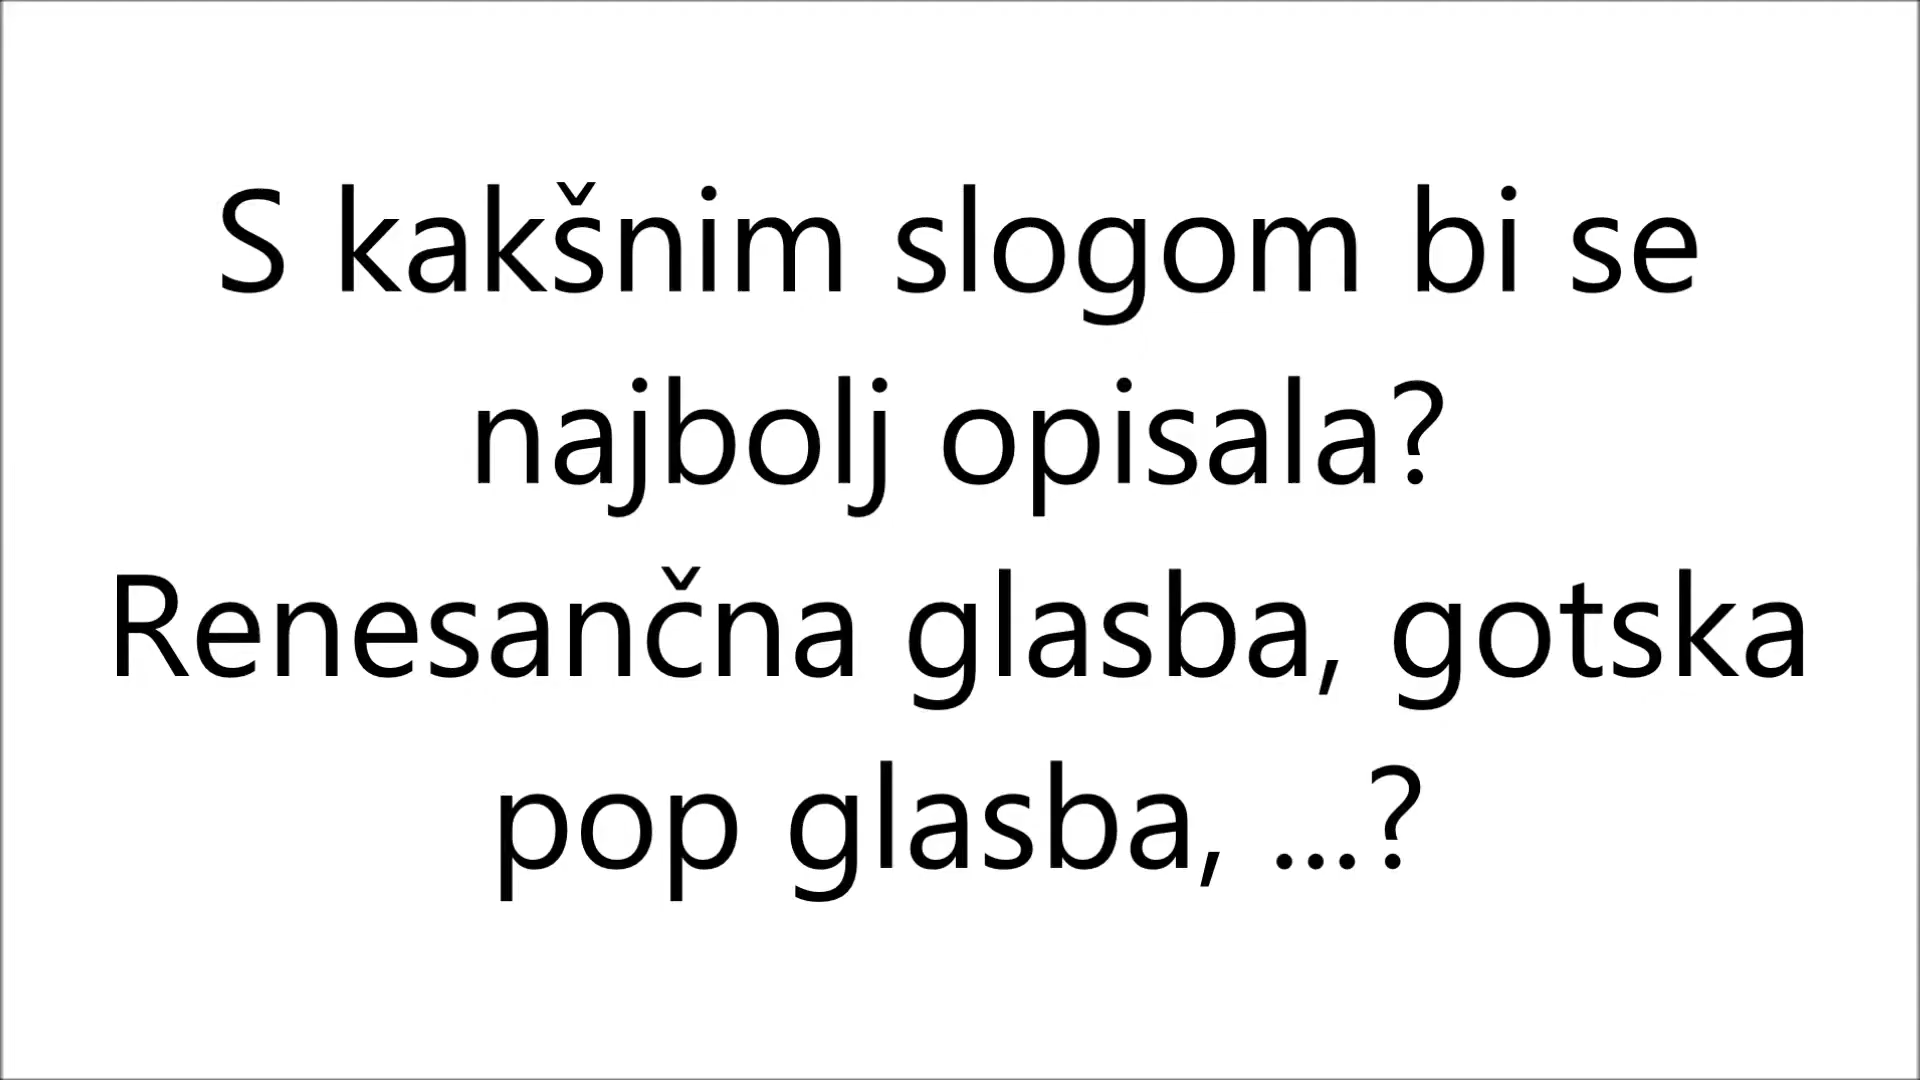 S kakšnim slogom bi se
najbolj opisala?
Renesančna glasba, gotska
pop glasba, ...?